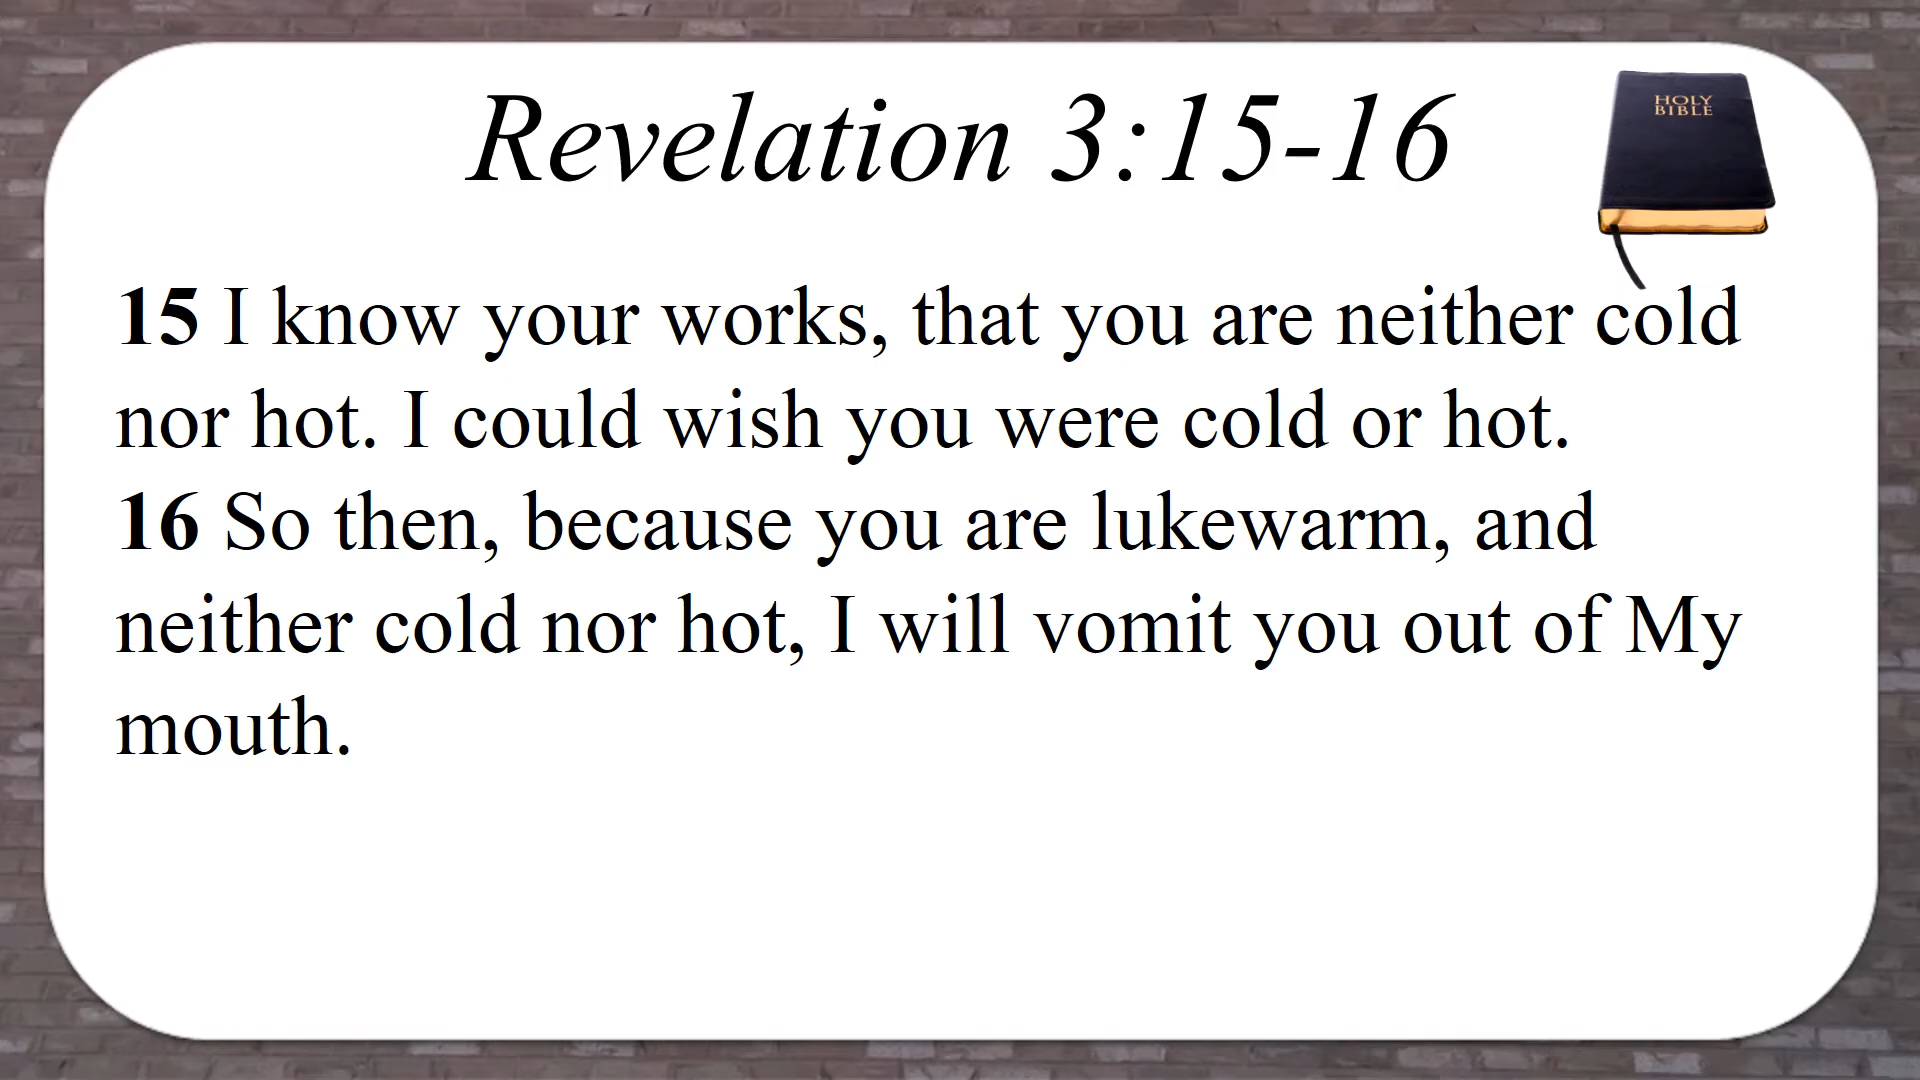 Revelation 3:15-16
HOLY
BIBLE
15 I know your works, that you are neither cold
nor hot. I could wish you were cold or hot.
16 So then, because you are lukewarm, and
neither cold nor hot, I will vomit you out of My
mouth.